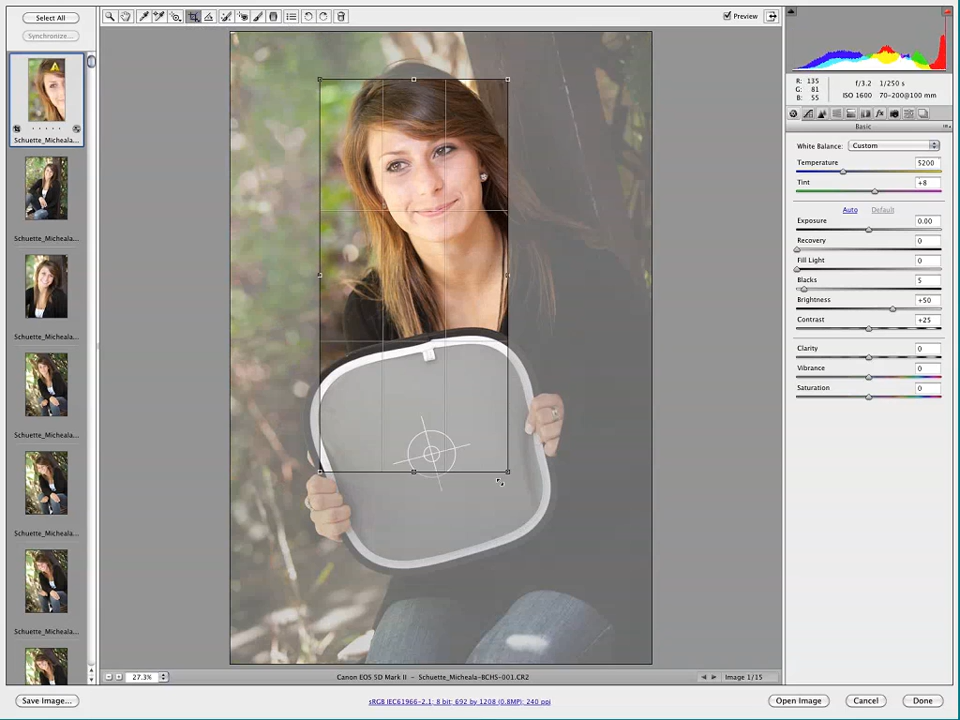 Select All
Synchronize...
Preview
Schuette_Micheala...
Schuette_Micheala...
Schuette_Micheala...
Schuette_Micheala...
Schuette_Micheala...
Schuette_Micheala...
Schuette_Micheala...
R: 135
G: 81
B: 55
f/3.2 1/250 s
ISO 1600 70-200@100 mm
Basic
White Balance: Custom
Temperature 5200
Tint +8
Auto Default
Exposure 0.00
Recovery 0
Fill Light 0
Blacks 5
Brightness +50
Contrast +25
Clarity 0
Vibrance 0
Saturation 0
27.3%
Canon EOS 5D Mark II - Schuette_Micheala-BCHS-001.CR2
Image 1/15
Save Image...
sRGB IEC61966-2.1; 8 bit; 692 by 1208 (0.8MP); 240 ppi
Open Image
Cancel
Done